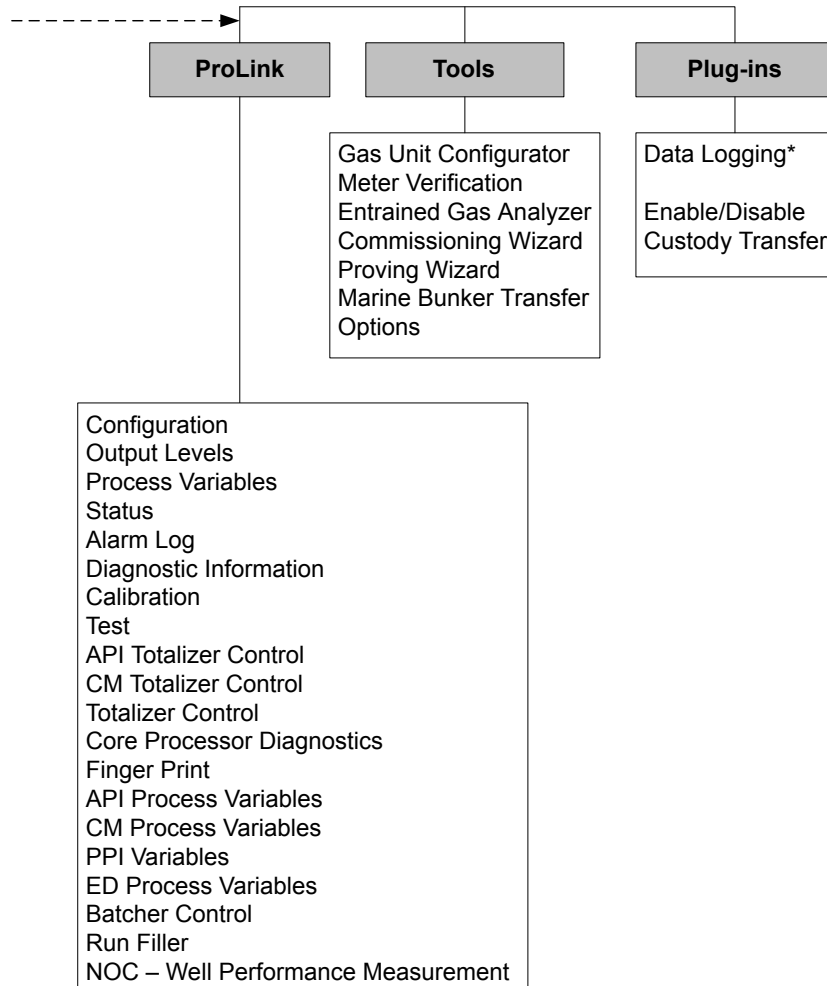 ProLink
Tools
Plug-ins
Gas Unit Configurator
Meter Verification
Entrained Gas Analyzer
Commissioning Wizard
Proving Wizard
Marine Bunker Transfer
Options
Data Logging*
Enable/Disable
Custody Transfer
Configuration
Output Levels
Process Variables
Status
Alarm Log
Diagnostic Information
Calibration
Test
API Totalizer Control
CM Totalizer Control
Totalizer Control
Core Processor Diagnostics
Finger Print
API Process Variables
CM Process Variables
PPI Variables
ED Process Variables
Batcher Control
Run Filler
NOC – Well Performance Measurement